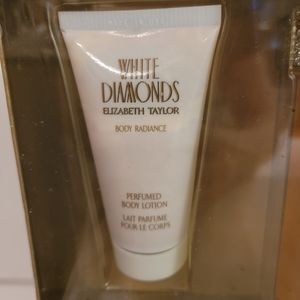 WHITE
DIAMONDS
ELIZABETH TAYLOR
BODY RADIANCE
PERFUMED
BODY LOTION
LAIT PARFUMÉ
POUR LE CORPS